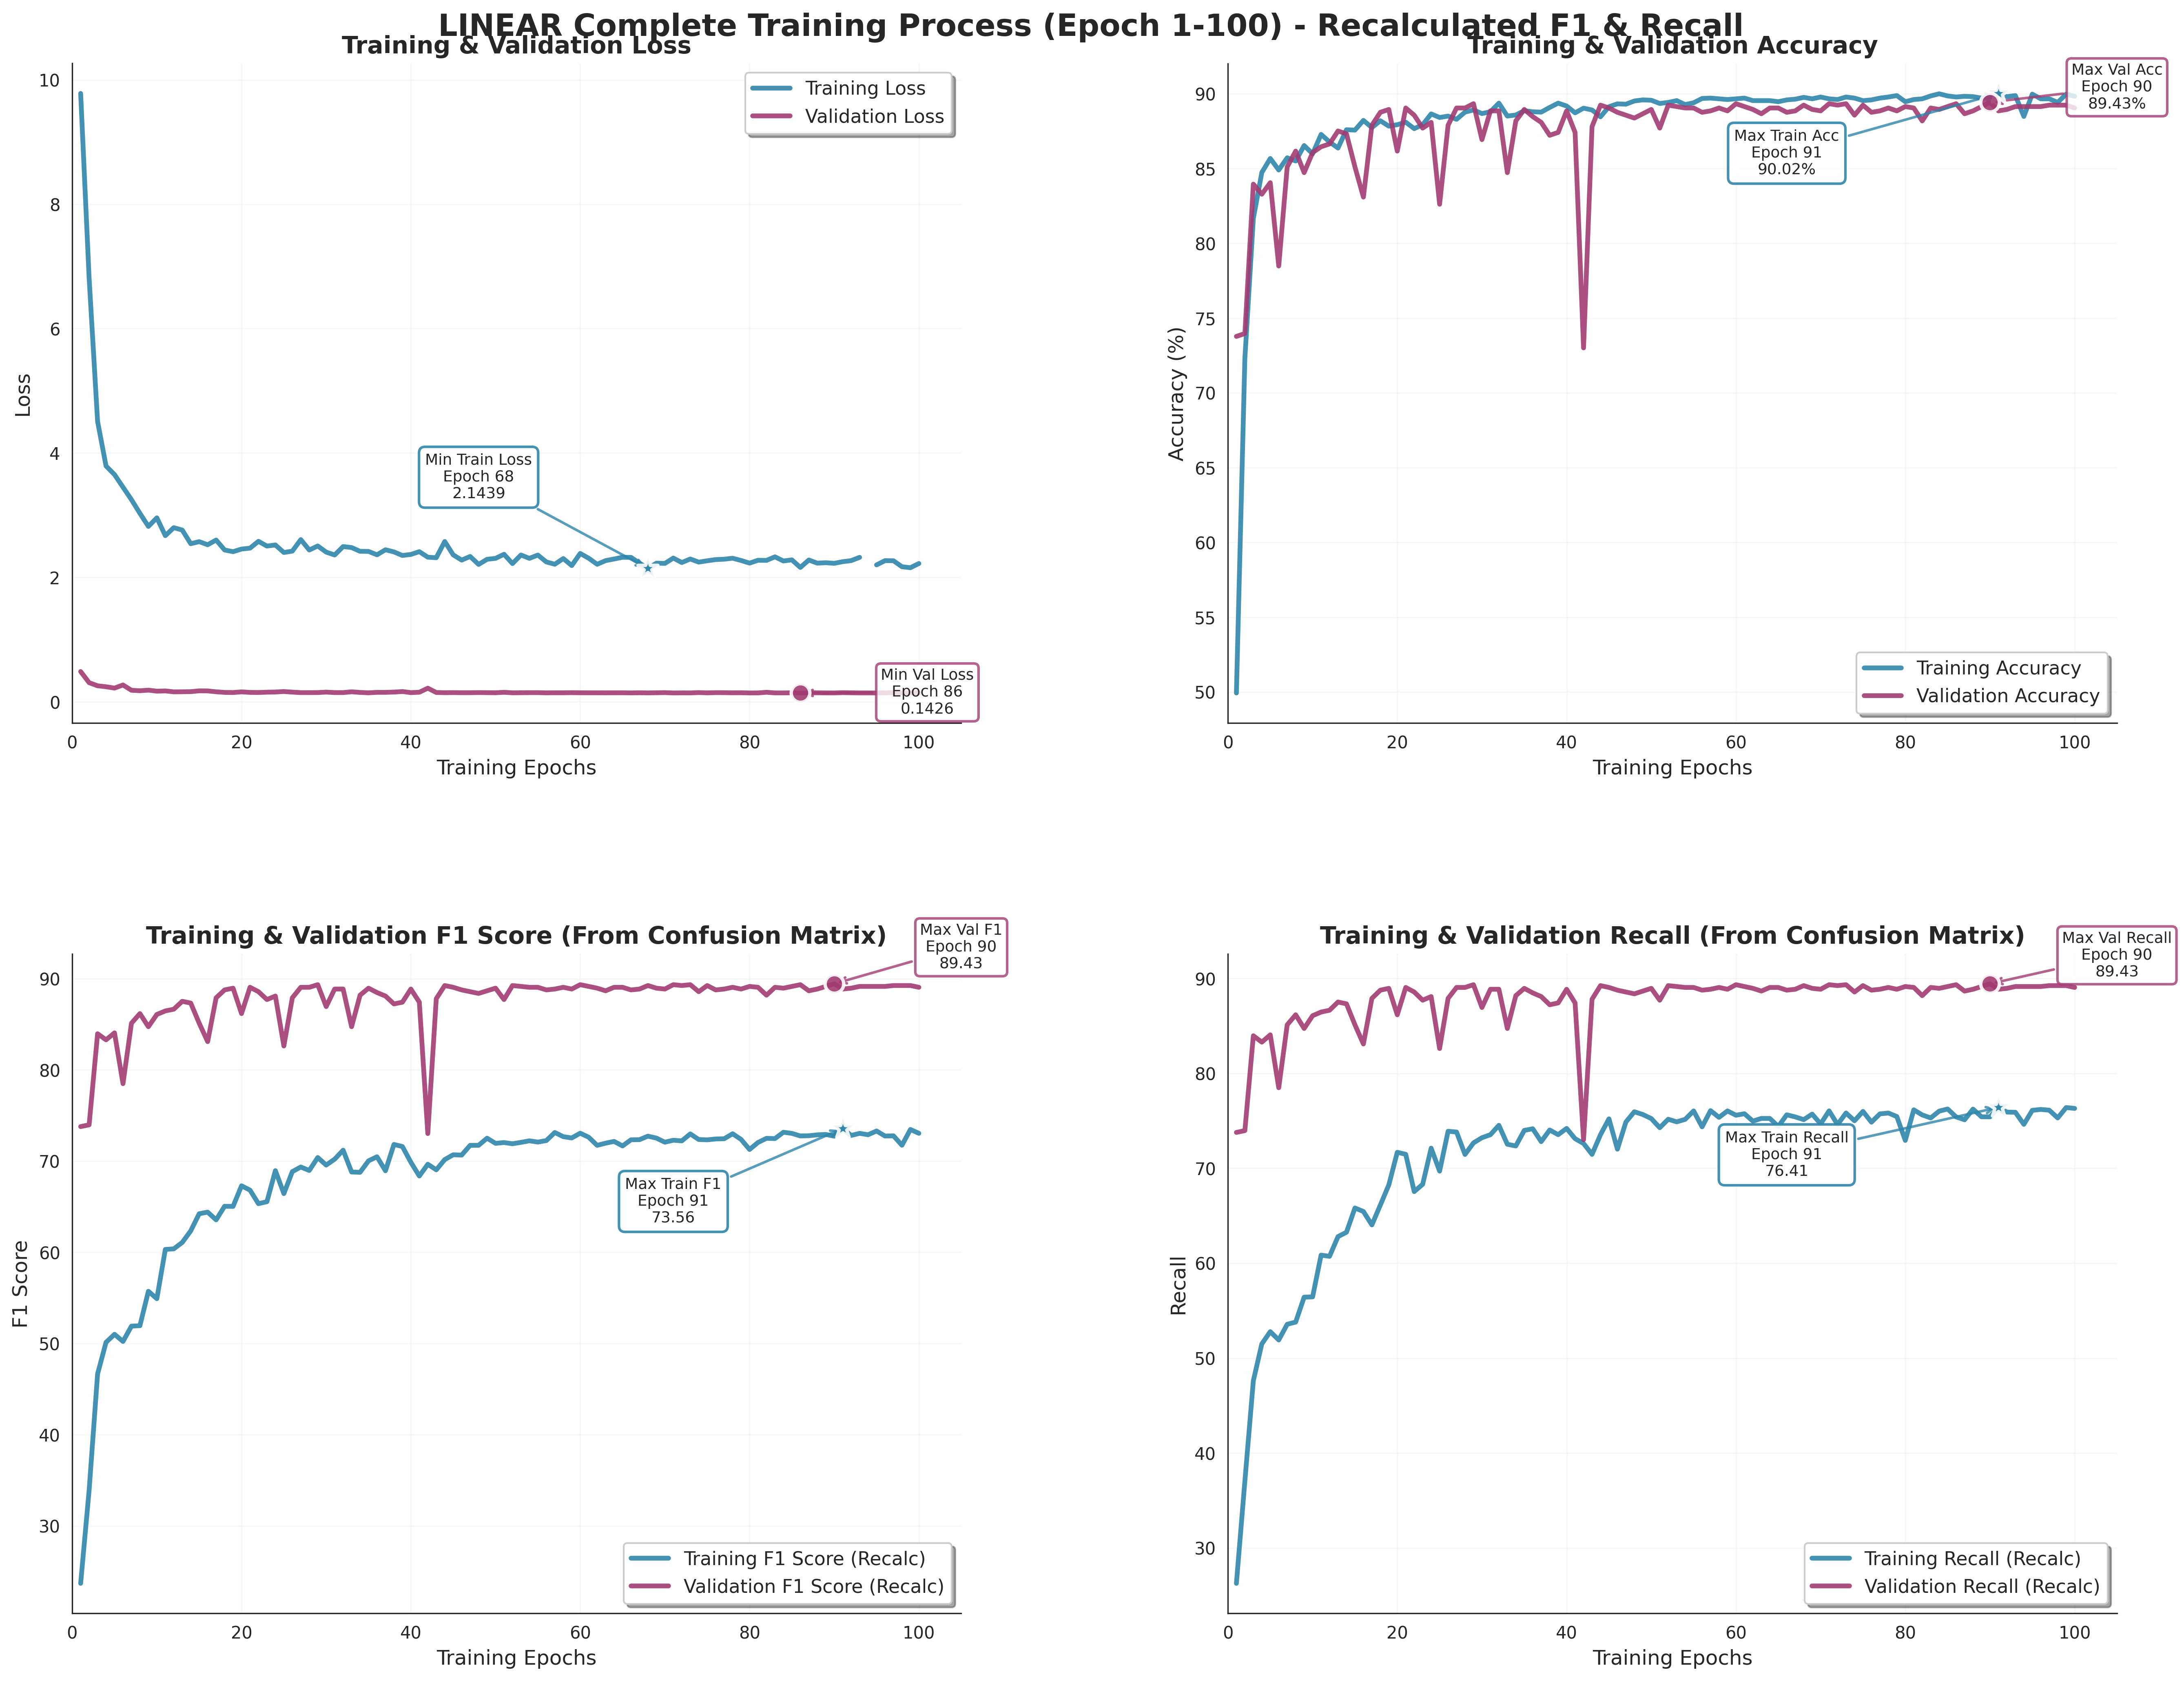 LINEAR Complete Training Process (Epoch 1-100) - Recalculated F1 & Recall
Training & Validation Loss
10
8
6
4
2
0
Loss
Training Loss
Validation Loss
Min Train Loss
Epoch 68
2.1439
Min Val Loss
Epoch 86
0.1426
0 20 40 60 80 100
Training Epochs
Training & Validation Accuracy
90
85
80
75
70
65
60
55
50
Accuracy (%)
Max Val Acc
Epoch 90
89.43%
Max Train Acc
Epoch 91
90.02%
Training Accuracy
Validation Accuracy
0 20 40 60 80 100
Training Epochs
Training & Validation F1 Score (From Confusion Matrix)
90
80
70
60
50
40
30
F1 Score
Max Val F1
Epoch 90
89.43
Max Train F1
Epoch 91
73.56
Training F1 Score (Recalc)
Validation F1 Score (Recalc)
0 20 40 60 80 100
Training Epochs
Training & Validation Recall (From Confusion Matrix)
90
80
70
60
50
40
30
Recall
Max Val Recall
Epoch 90
89.43
Max Train Recall
Epoch 91
76.41
Training Recall (Recalc)
Validation Recall (Recalc)
0 20 40 60 80 100
Training Epochs